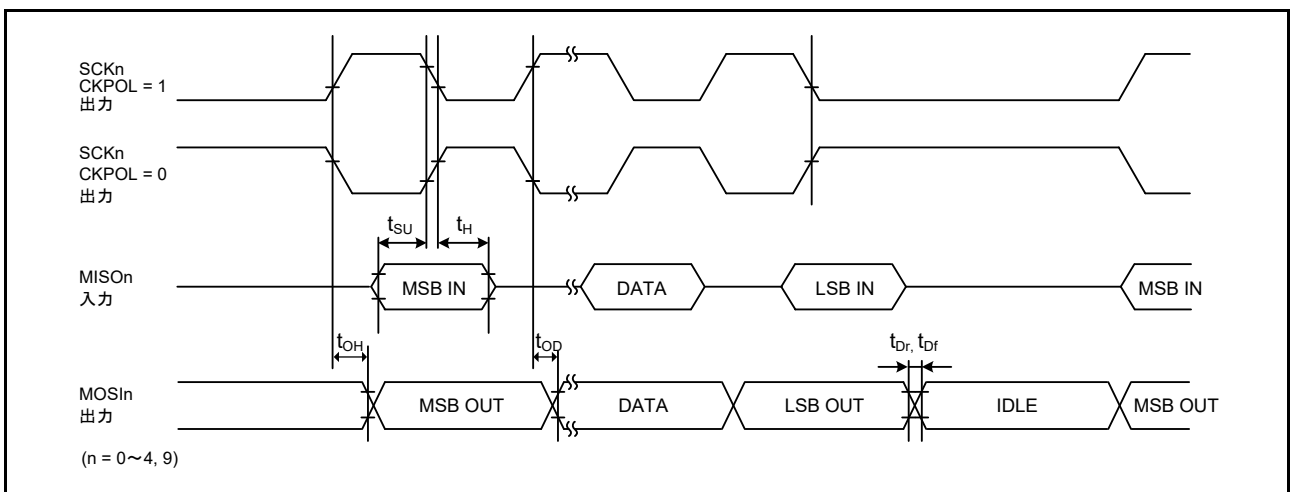 SCKn
CKPOL = 1
出力
SCKn
CKPOL = 0
出力
tSU
tH
MISOn
入力
MSB IN
DATA
LSB IN
MSB IN
tOH
tOD
tDr, tDf
MOSIn
出力
MSB OUT
DATA
LSB OUT
IDLE
MSB OUT
(n = 0～4, 9)